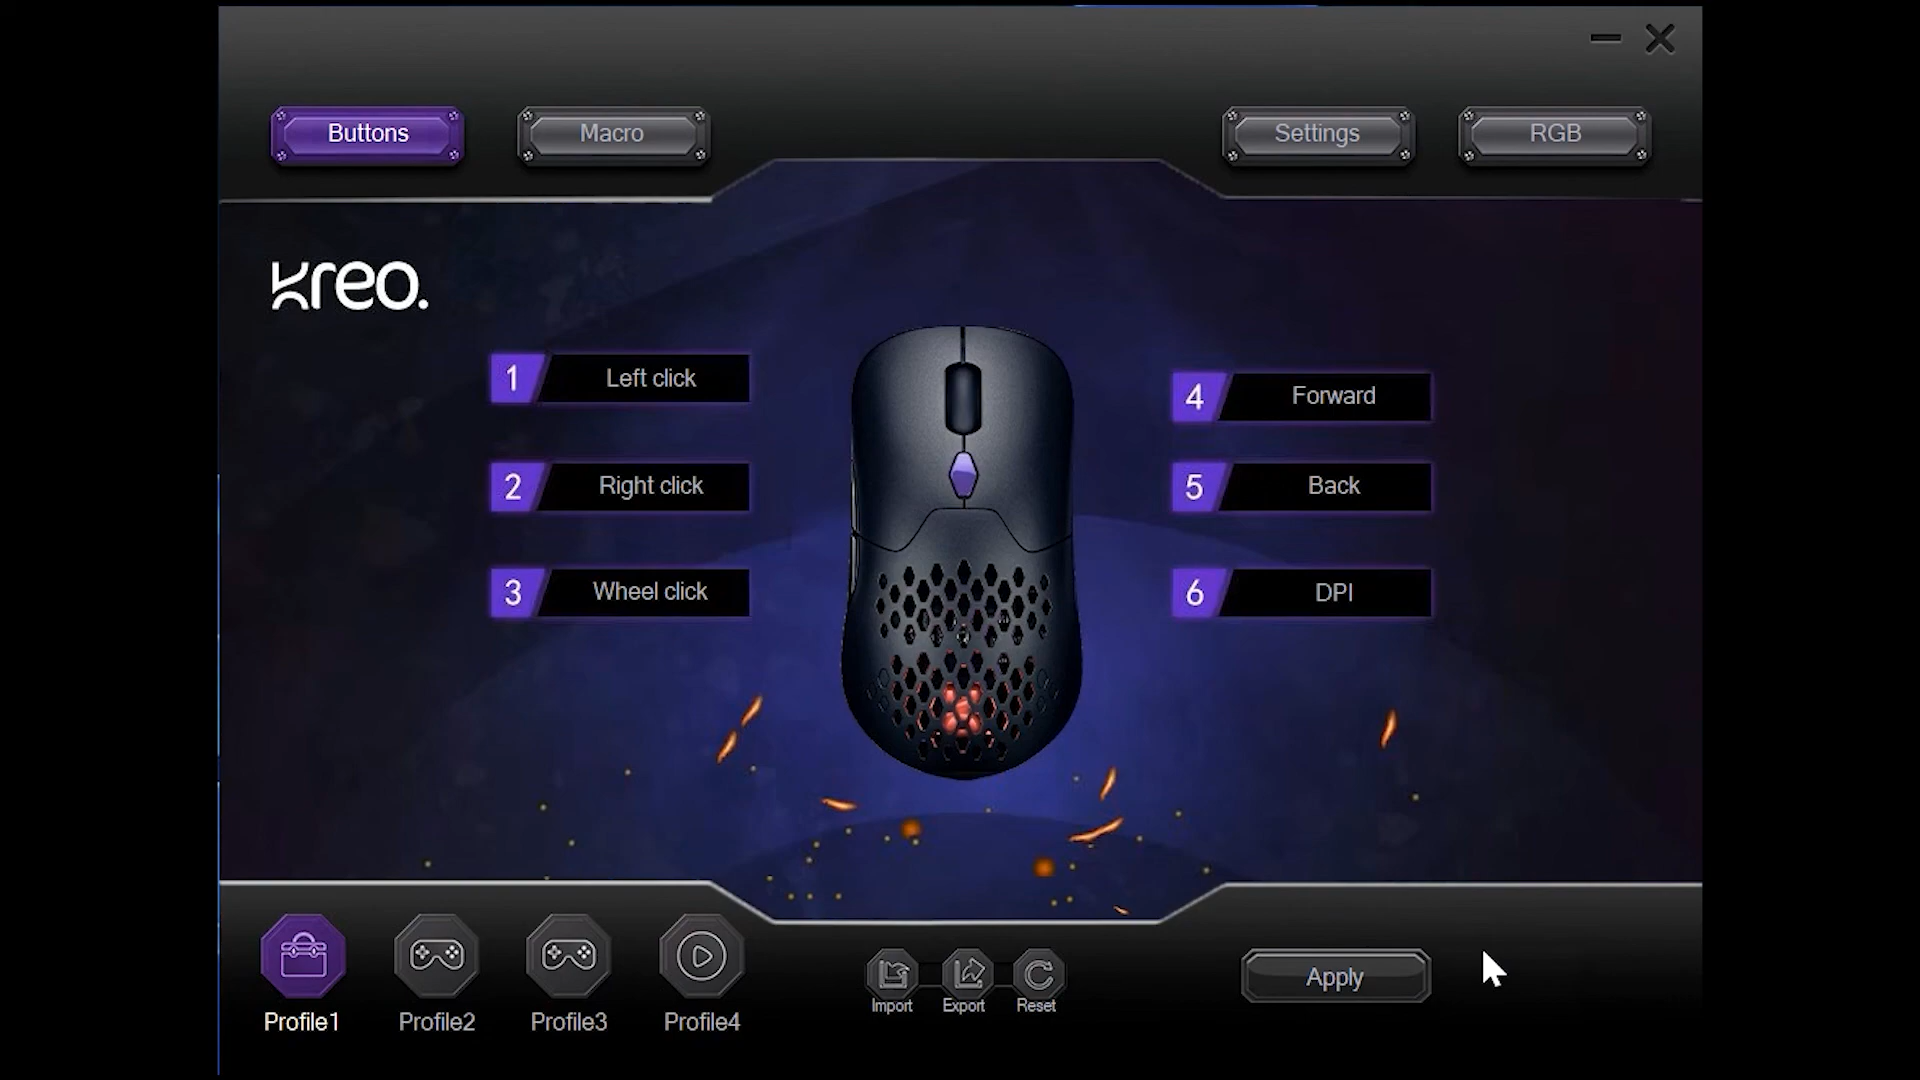 Buttons
Macro
Settings
RGB
kreo.
1 Left click
2 Right click
3 Wheel click
4 Forward
5 Back
6 DPI
Profile1
Profile2
Profile3
Profile4
Import
Export
Reset
Apply